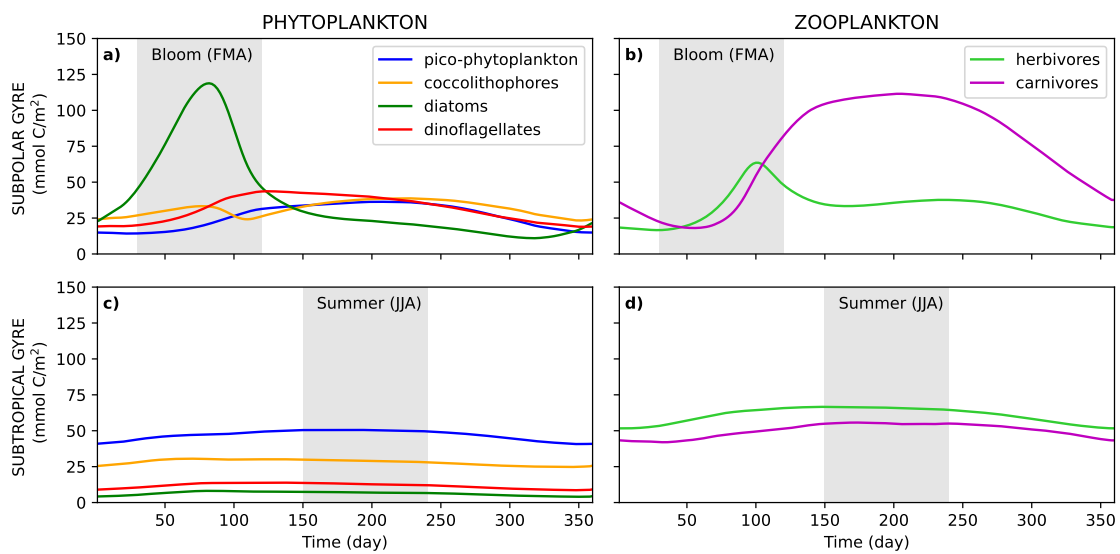 PHYTOPLANKTON
ZOOPLANKTON
SUBPOLAR GYRE
(mmol C/m²)
150
125
100
75
50
25
0
a)
Bloom (FMA)
pico-phytoplankton
coccolithophores
diatoms
dinoflagellates
b)
Bloom (FMA)
herbivores
carnivores
SUBTROPICAL GYRE
(mmol C/m²)
150
125
100
75
50
25
0
c)
Summer (JJA)
50
100
150
200
250
300
350
Time (day)
d)
Summer (JJA)
50
100
150
200
250
300
350
Time (day)